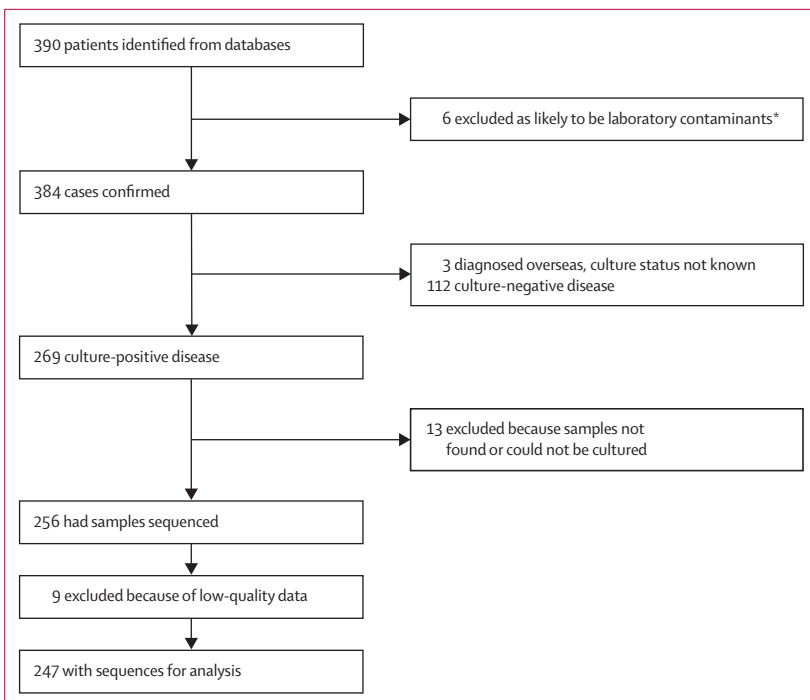 390 patients identified from databases
6 excluded as likely to be laboratory contaminants*
384 cases confirmed
3 diagnosed overseas, culture status not known
112 culture-negative disease
269 culture-positive disease
13 excluded because samples not
found or could not be cultured
256 had samples sequenced
9 excluded because of low-quality data
247 with sequences for analysis